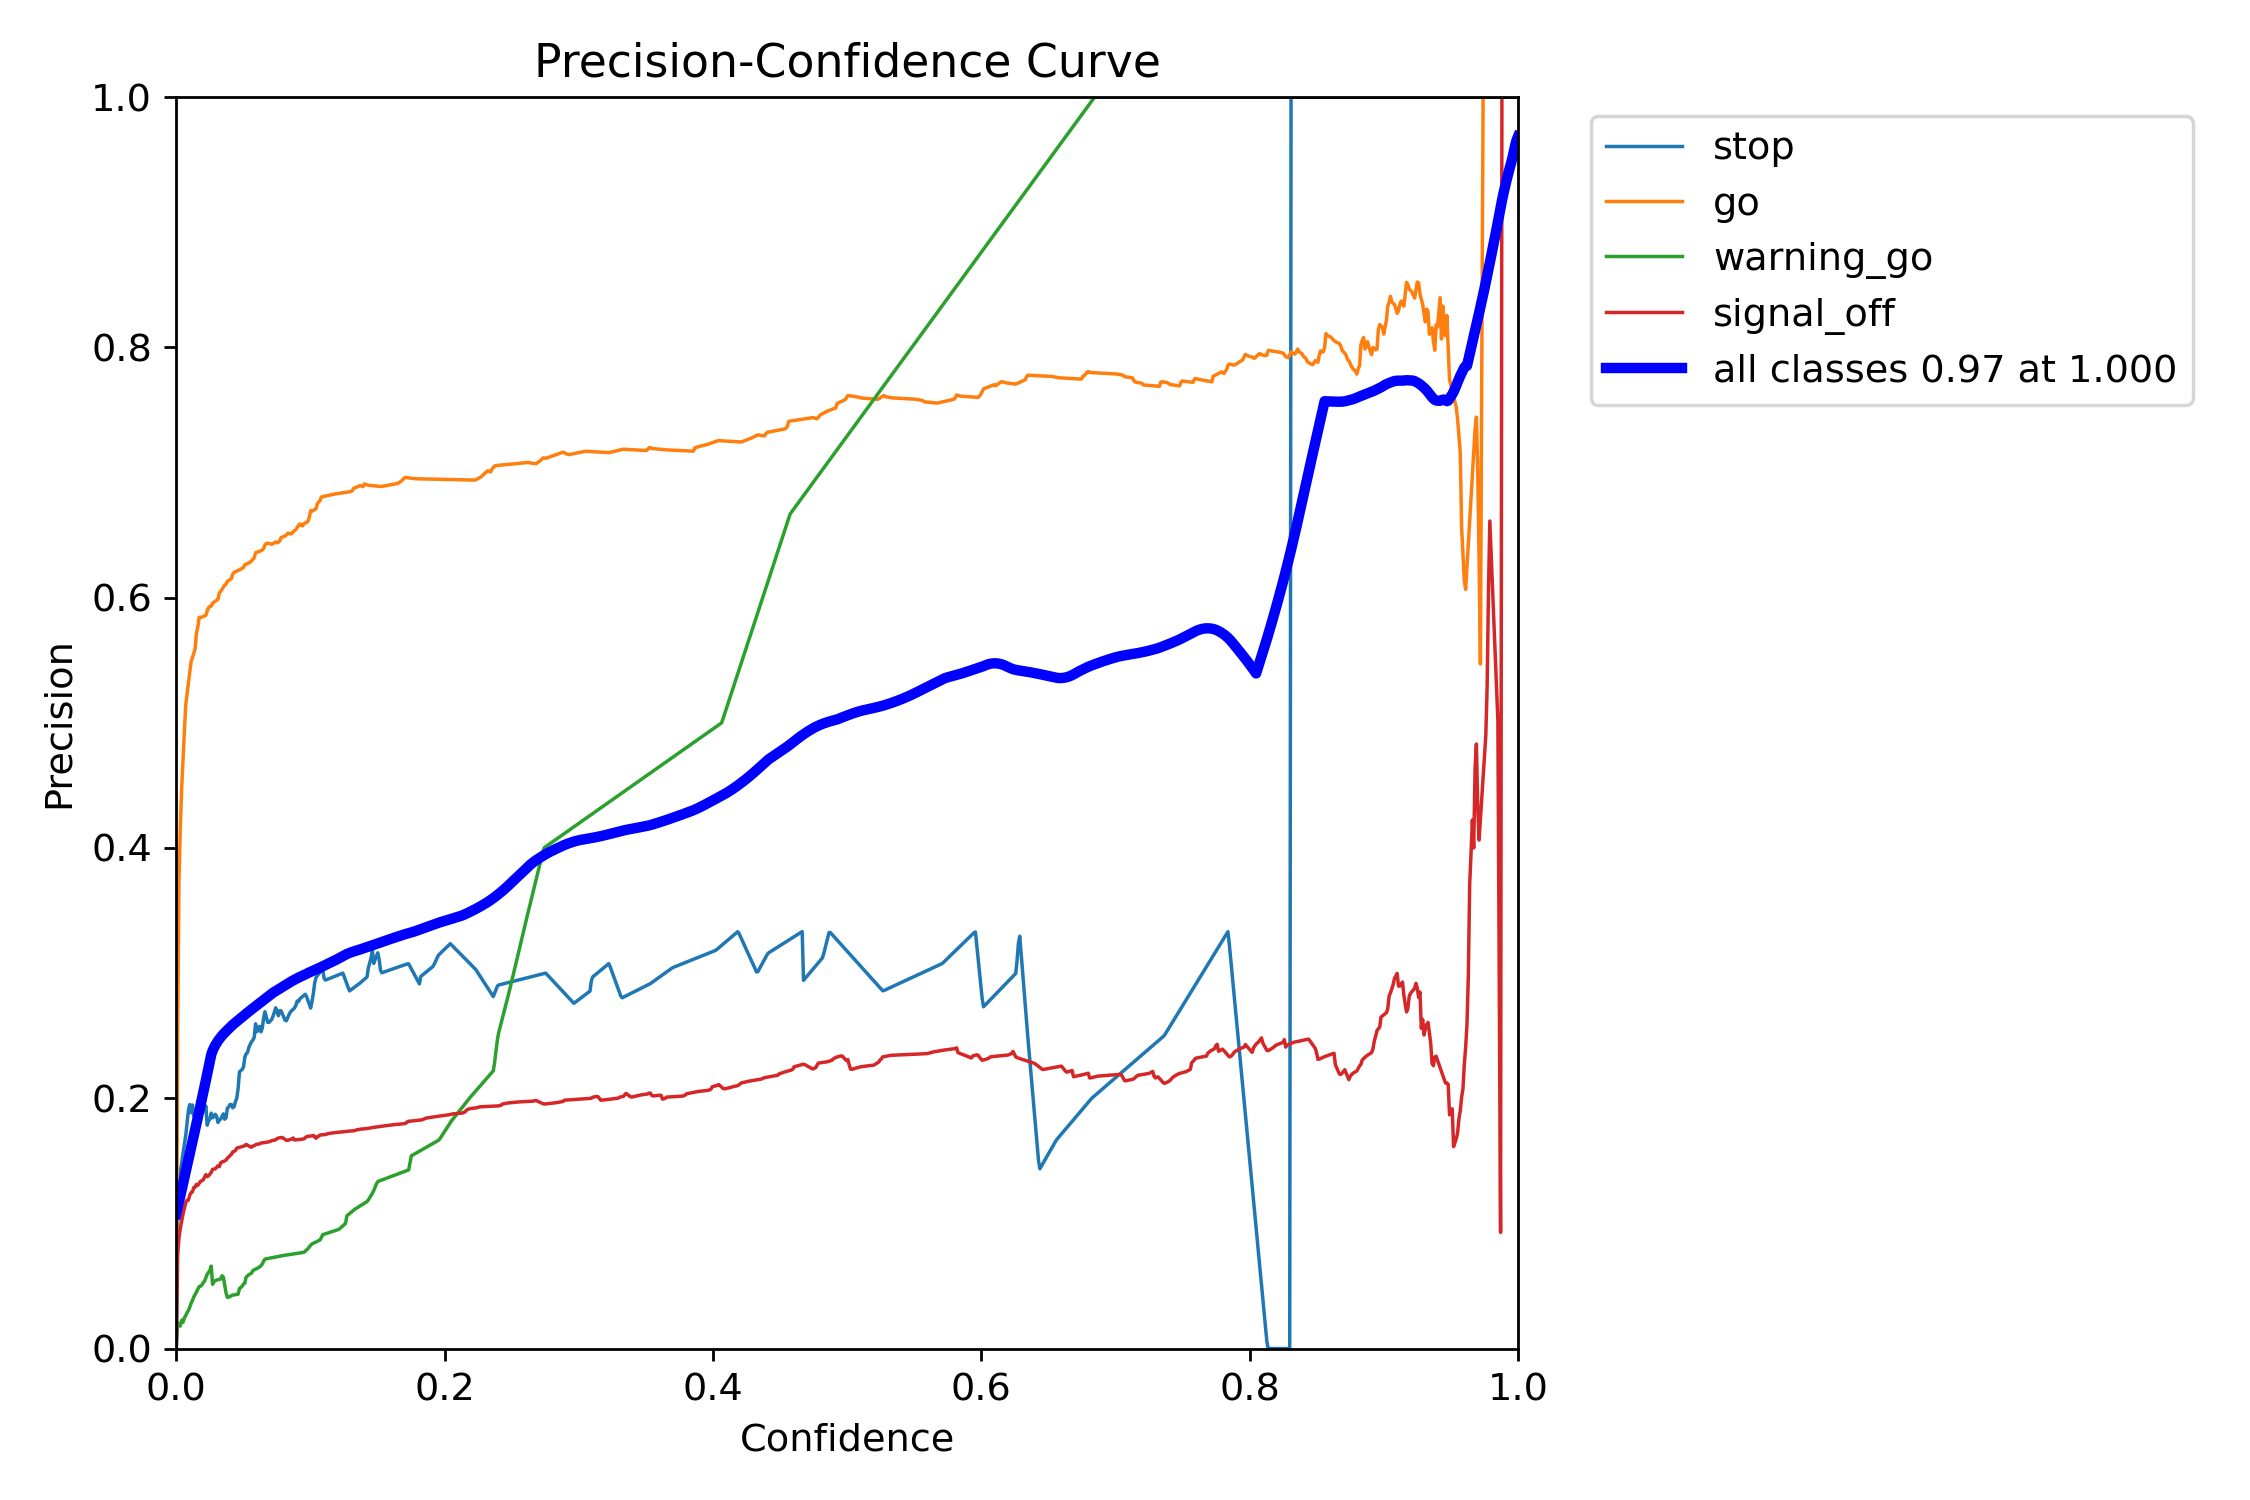 Precision-Confidence Curve
1.0
0.8
0.6
0.4
0.2
0.0
Precision
0.0 0.2 0.4 0.6 0.8 1.0
Confidence
stop
go
warning_go
signal_off
all classes 0.97 at 1.000